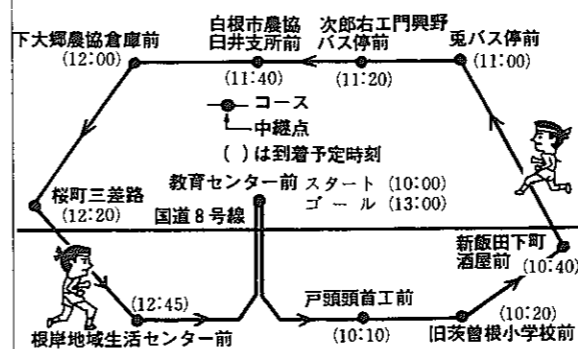 下大郷農協倉庫前
(12:00)
白根市農協
臼井支所前
(11:40)
次郎右エ門興野
バス停前
(11:20)
兎バス停前
(11:00)
コース
中継点
( )は到着予定時刻
桜町三差路
(12:20)
教育センター前
スタート (10:00)
ゴール (13:00)
国道8号線
新飯田下町
酒屋前
(10:40)
(12:45)
根岸地域生活センター前
戸頭頭首工前
(10:10)
(10:20)
旧茨曽根小学校前